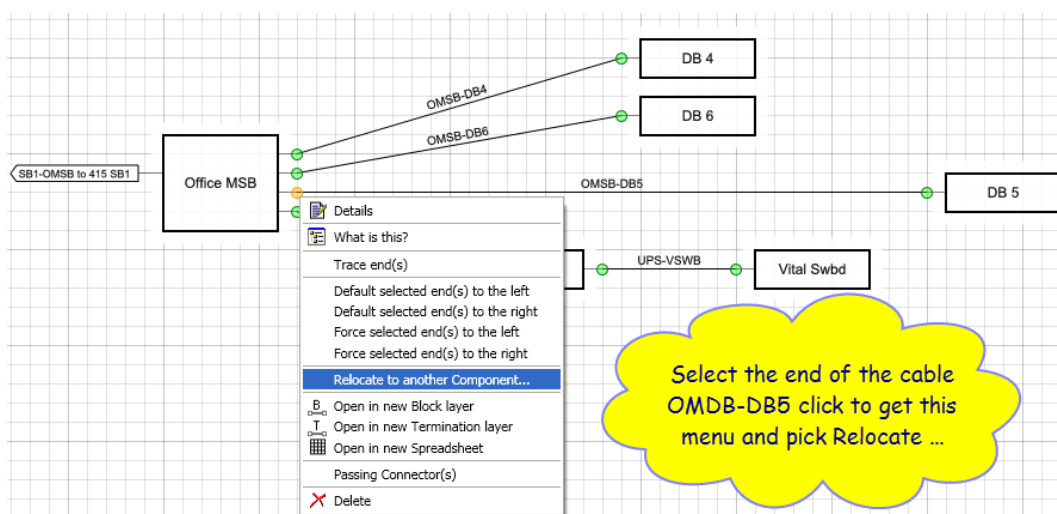 DB 4
OMSB-DB4
DB 6
OMSB-DB6
SB1-OMSB to 415 SB1
Office MSB
OMSB-DB5
DB 5
Details
What is this?
Trace end(s)
UPS-VSWB
Vital Swbd
Default selected end(s) to the left
Default selected end(s) to the right
Force selected end(s) to the left
Force selected end(s) to the right
Relocate to another Component...
B Open in new Block layer
T Open in new Termination layer
Open in new Spreadsheet
Passing Connector(s)
Delete
Select the end of the cable
OMDB-DB5 click to get this
menu and pick Relocate ...